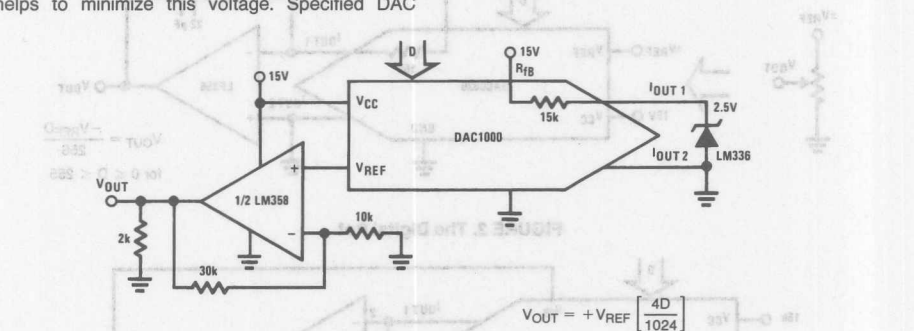 helps to minimize this voltage. Specified DAC
D
15V
15V
RfB
IOUT 1
VCC
15k
2.5V
DAC1000
VREF
IOUT 2
LM336
VOUT
+
1/2 LM358
−
10k
2k
30k
VOUT = +VREF [4D/1024]